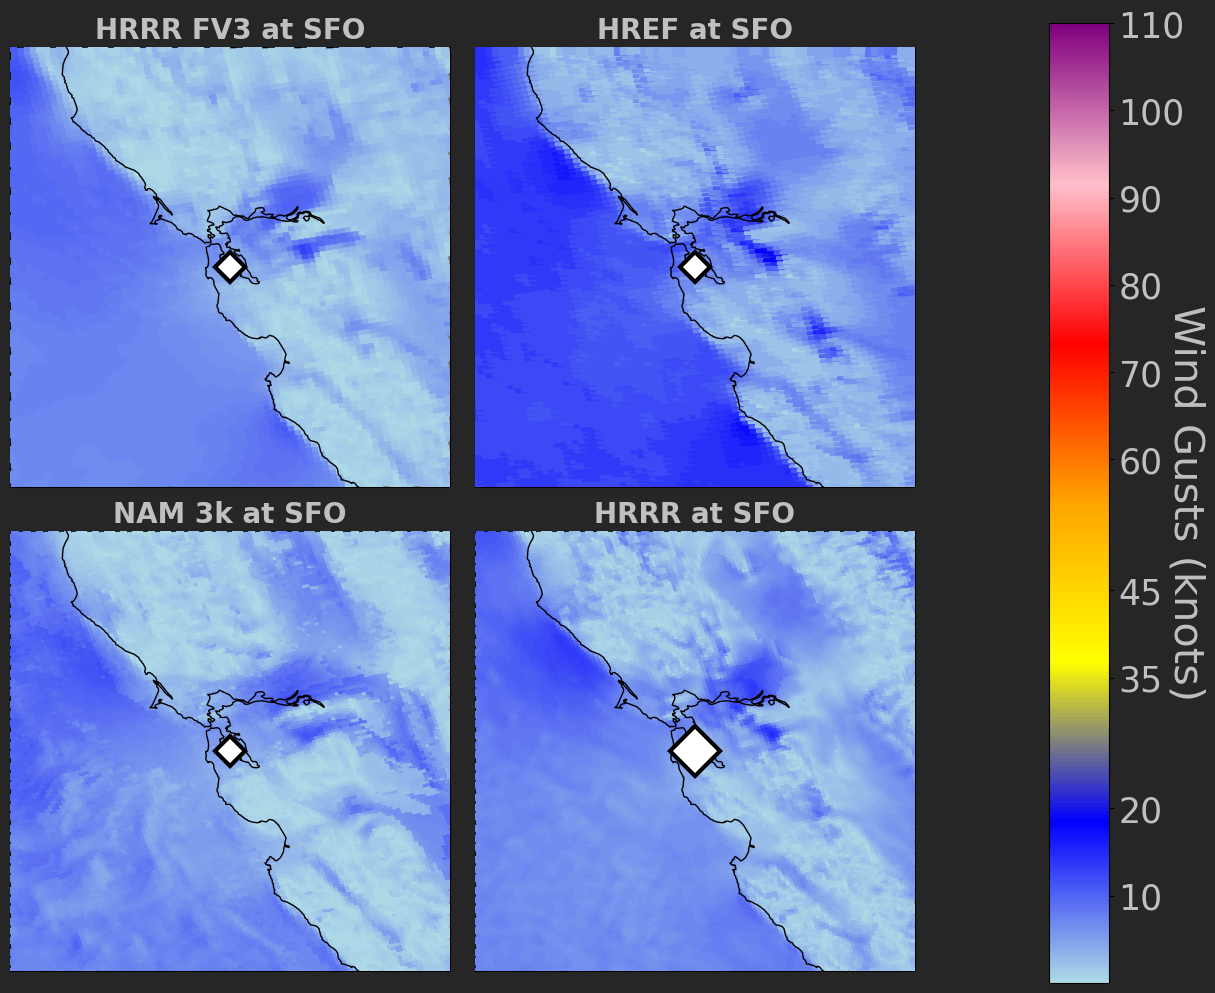 HRRR FV3 at SFO
HREF at SFO
NAM 3k at SFO
HRRR at SFO
110
100
90
80
70
60
45
35
20
10
Wind Gusts (knots)